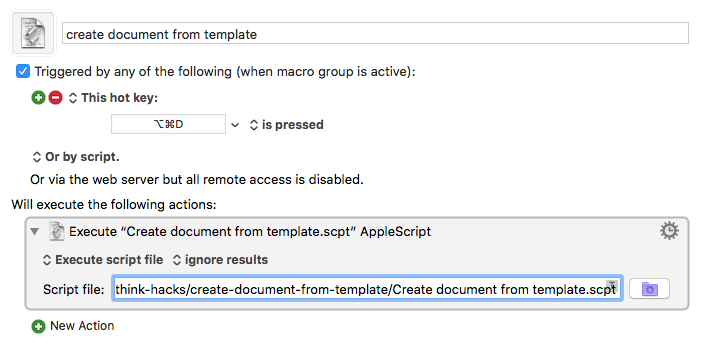 create document from template
Triggered by any of the following (when macro group is active):
This hot key:
⌥⌘D
is pressed
Or by script.
Or via the web server but all remote access is disabled.
Will execute the following actions:
Execute “Create document from template.scpt” AppleScript
Execute script file ignore results
Script file: think-hacks/create-document-from-template/Create document from template.scpt
New Action